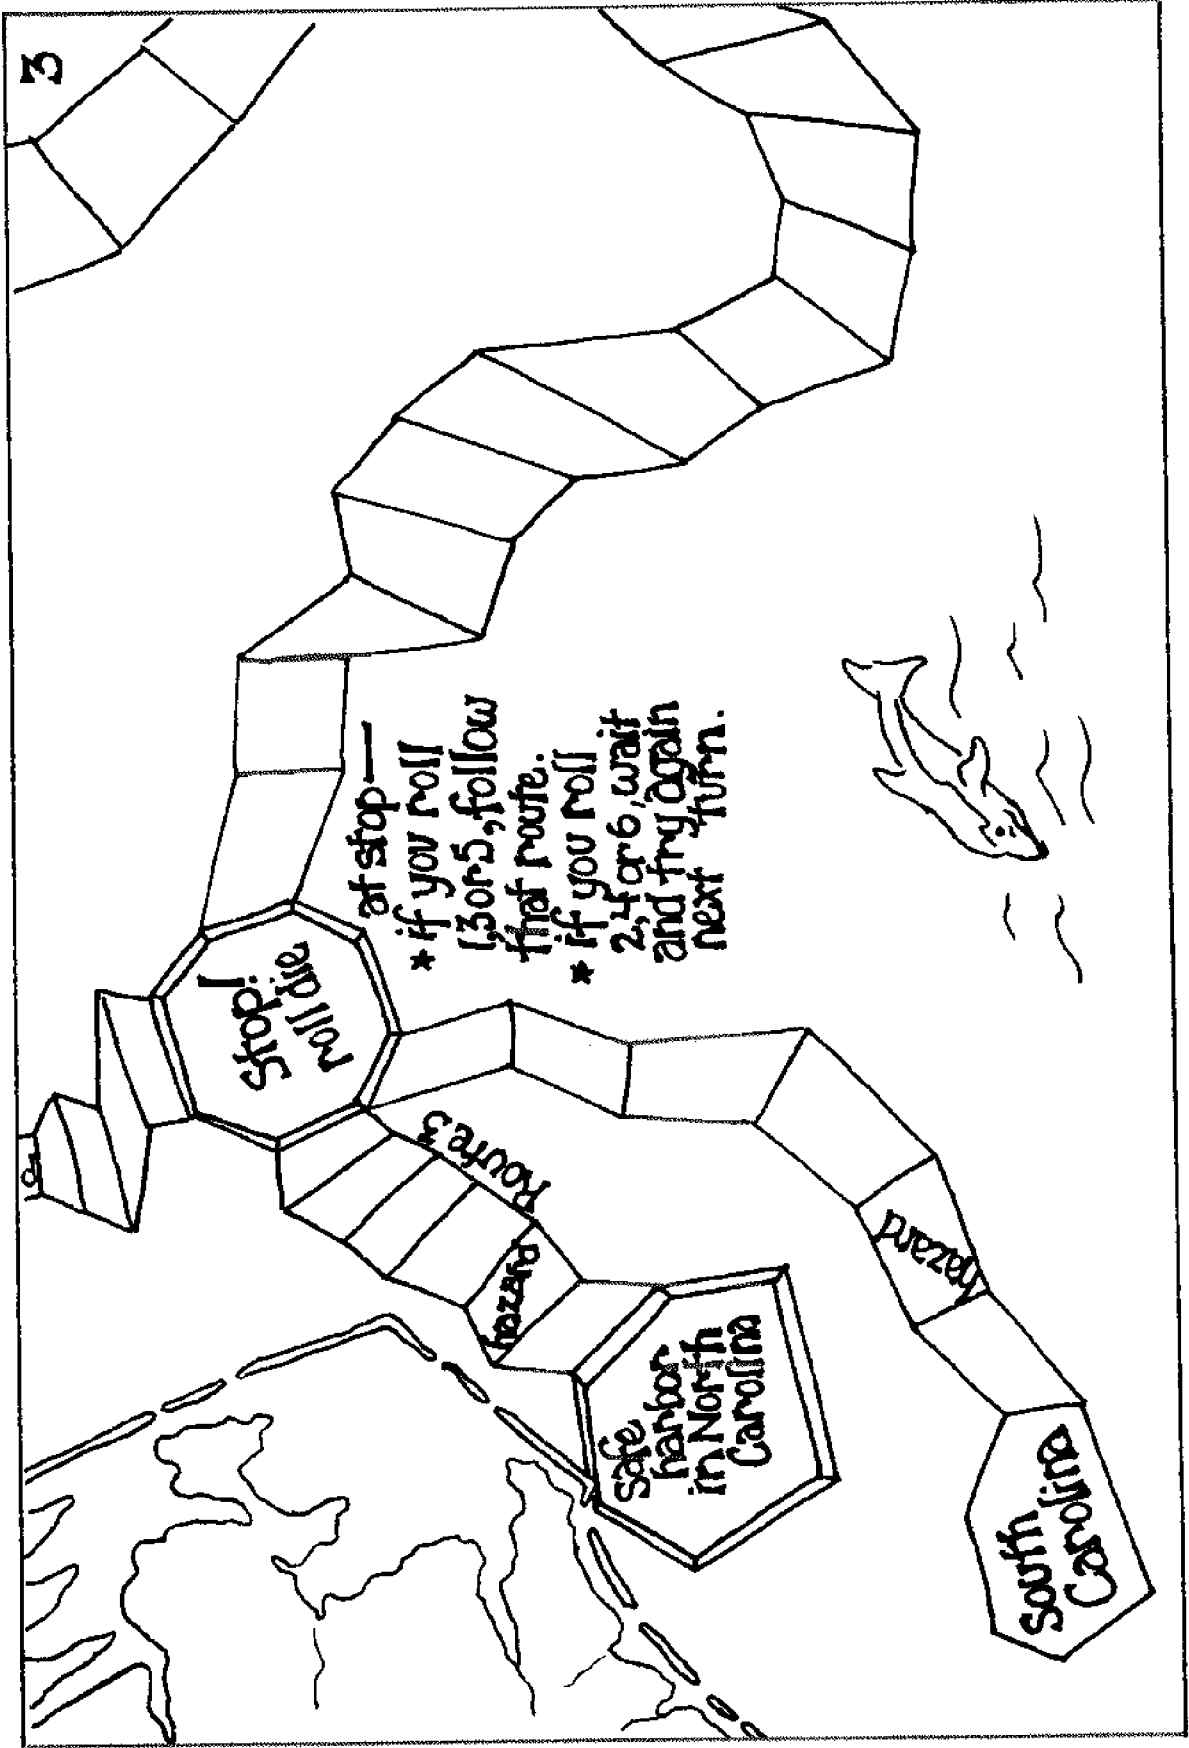 3
Stop!
roll die
at stop —
* if you roll
1,3 or 5, follow
that route.
* if you roll
2,4 or 6, wait
and try again
next turn.
Route 3
hazard
hazard
Safe
harbor
in North
Carolina
South
Carolina